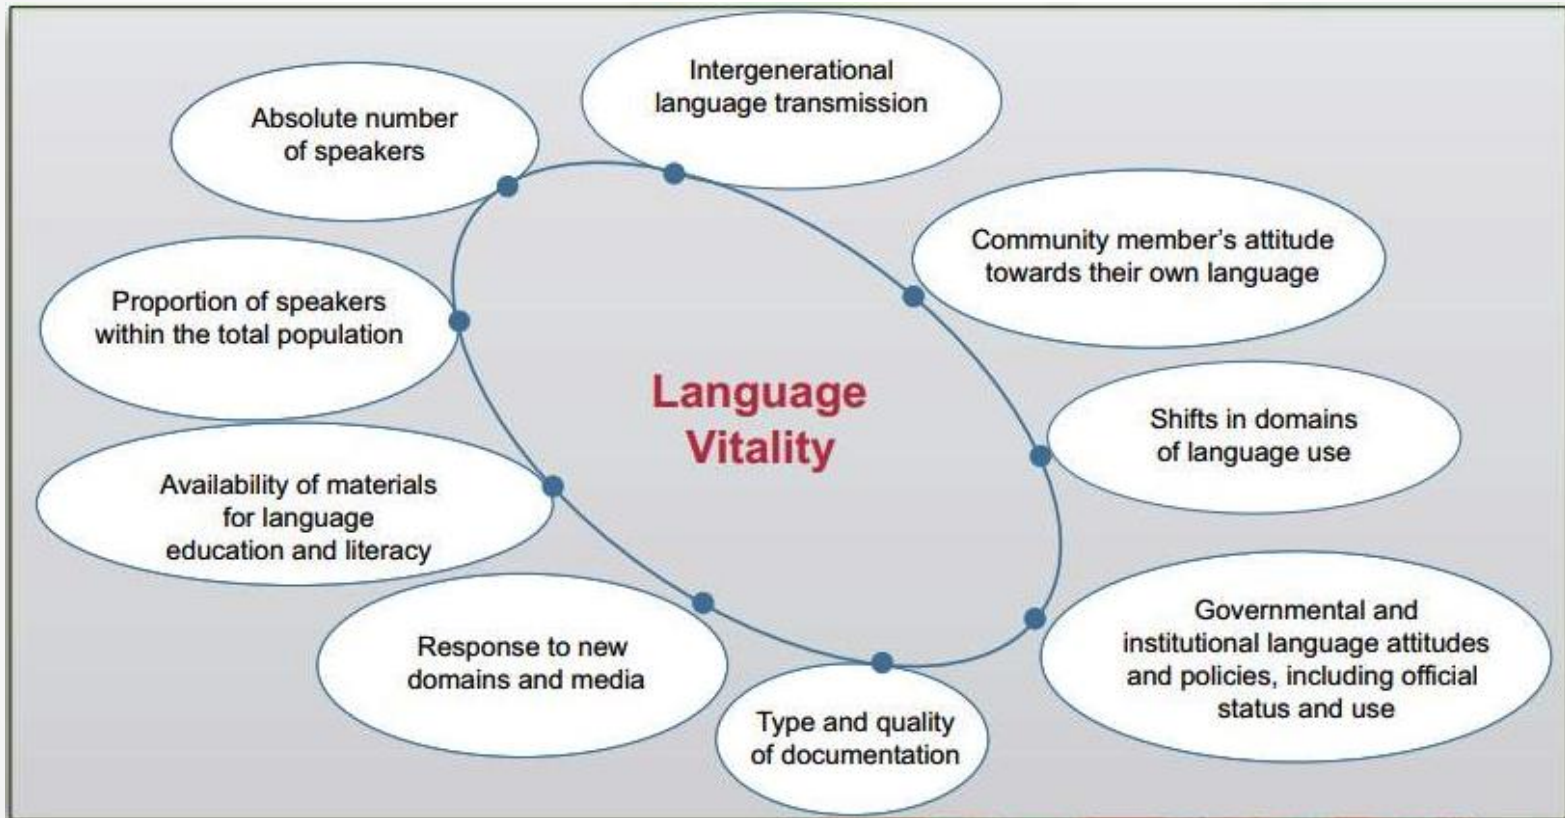 Intergenerational
language transmission
Absolute number
of speakers
Community member's attitude
towards their own language
Proportion of speakers
within the total population
Language
Vitality
Shifts in domains
of language use
Availability of materials
for language
education and literacy
Governmental and
institutional language attitudes
and policies, including official
status and use
Response to new
domains and media
Type and quality
of documentation